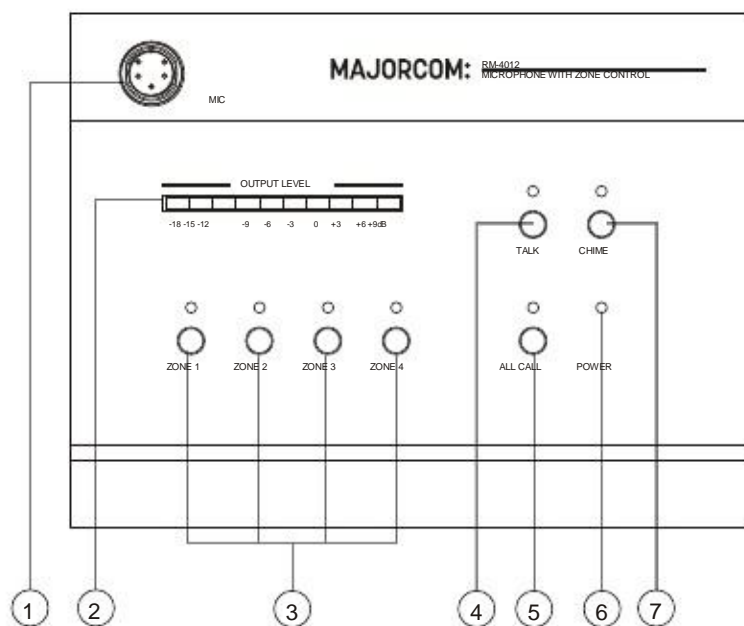 MAJORCOM: RM-4012
MICROPHONE WITH ZONE CONTROL
MIC
OUTPUT LEVEL
-18 -15 -12 -9 -6 -3 0 +3 +6 +9dB
TALK CHIME
ZONE 1 ZONE 2 ZONE 3 ZONE 4 ALL CALL POWER
1 2 3 4 5 6 7